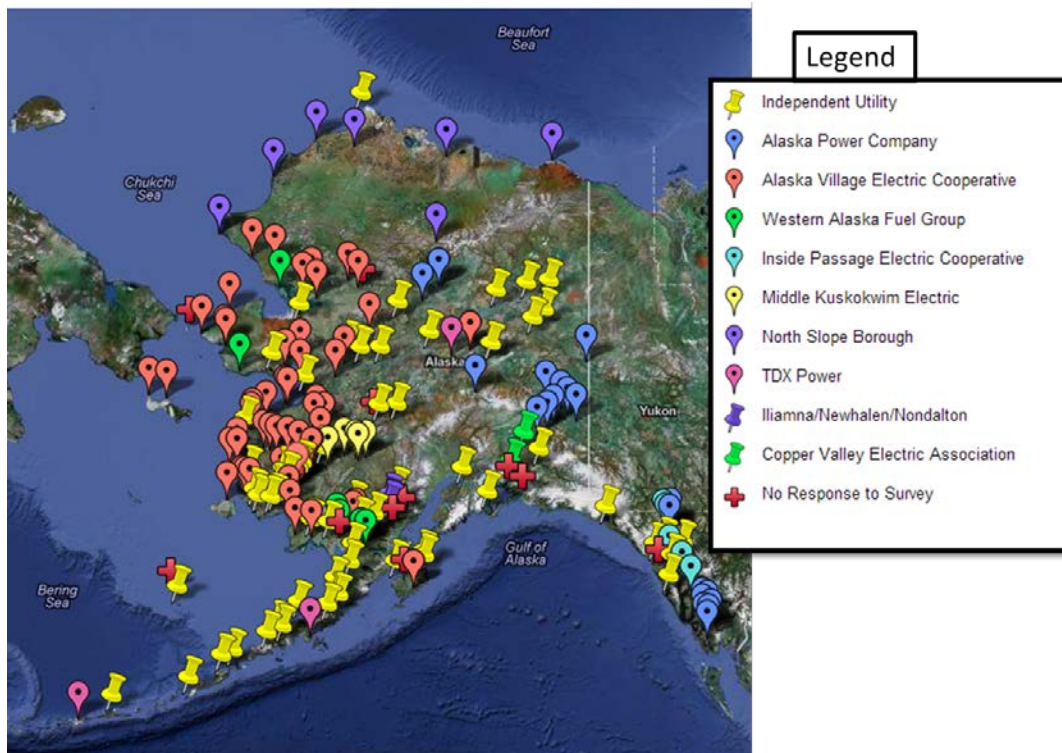 Beaufort
Sea
Legend
Independent Utility
Alaska Power Company
Alaska Village Electric Cooperative
Western Alaska Fuel Group
Inside Passage Electric Cooperative
Middle Kuskokwim Electric
North Slope Borough
TDX Power
Iliamna/Newhalen/Nondalton
Copper Valley Electric Association
No Response to Survey
Chukchi
Sea
Alaska
Yukon
Gulf of
Alaska
Bering
Sea